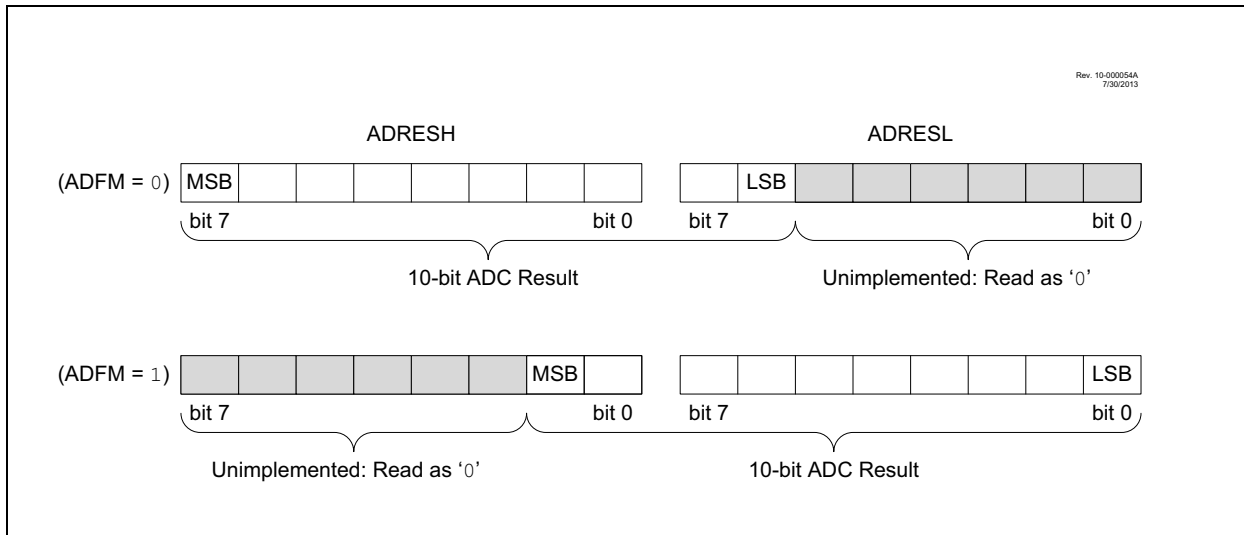 Rev. 10-000054A
7/30/2013
ADRESH ADRESL
(ADFM = 0) MSB LSB
bit 7 bit 0 bit 7 bit 0
10-bit ADC Result Unimplemented: Read as ‘0’
(ADFM = 1) MSB LSB
bit 7 bit 0 bit 7 bit 0
Unimplemented: Read as ‘0’ 10-bit ADC Result